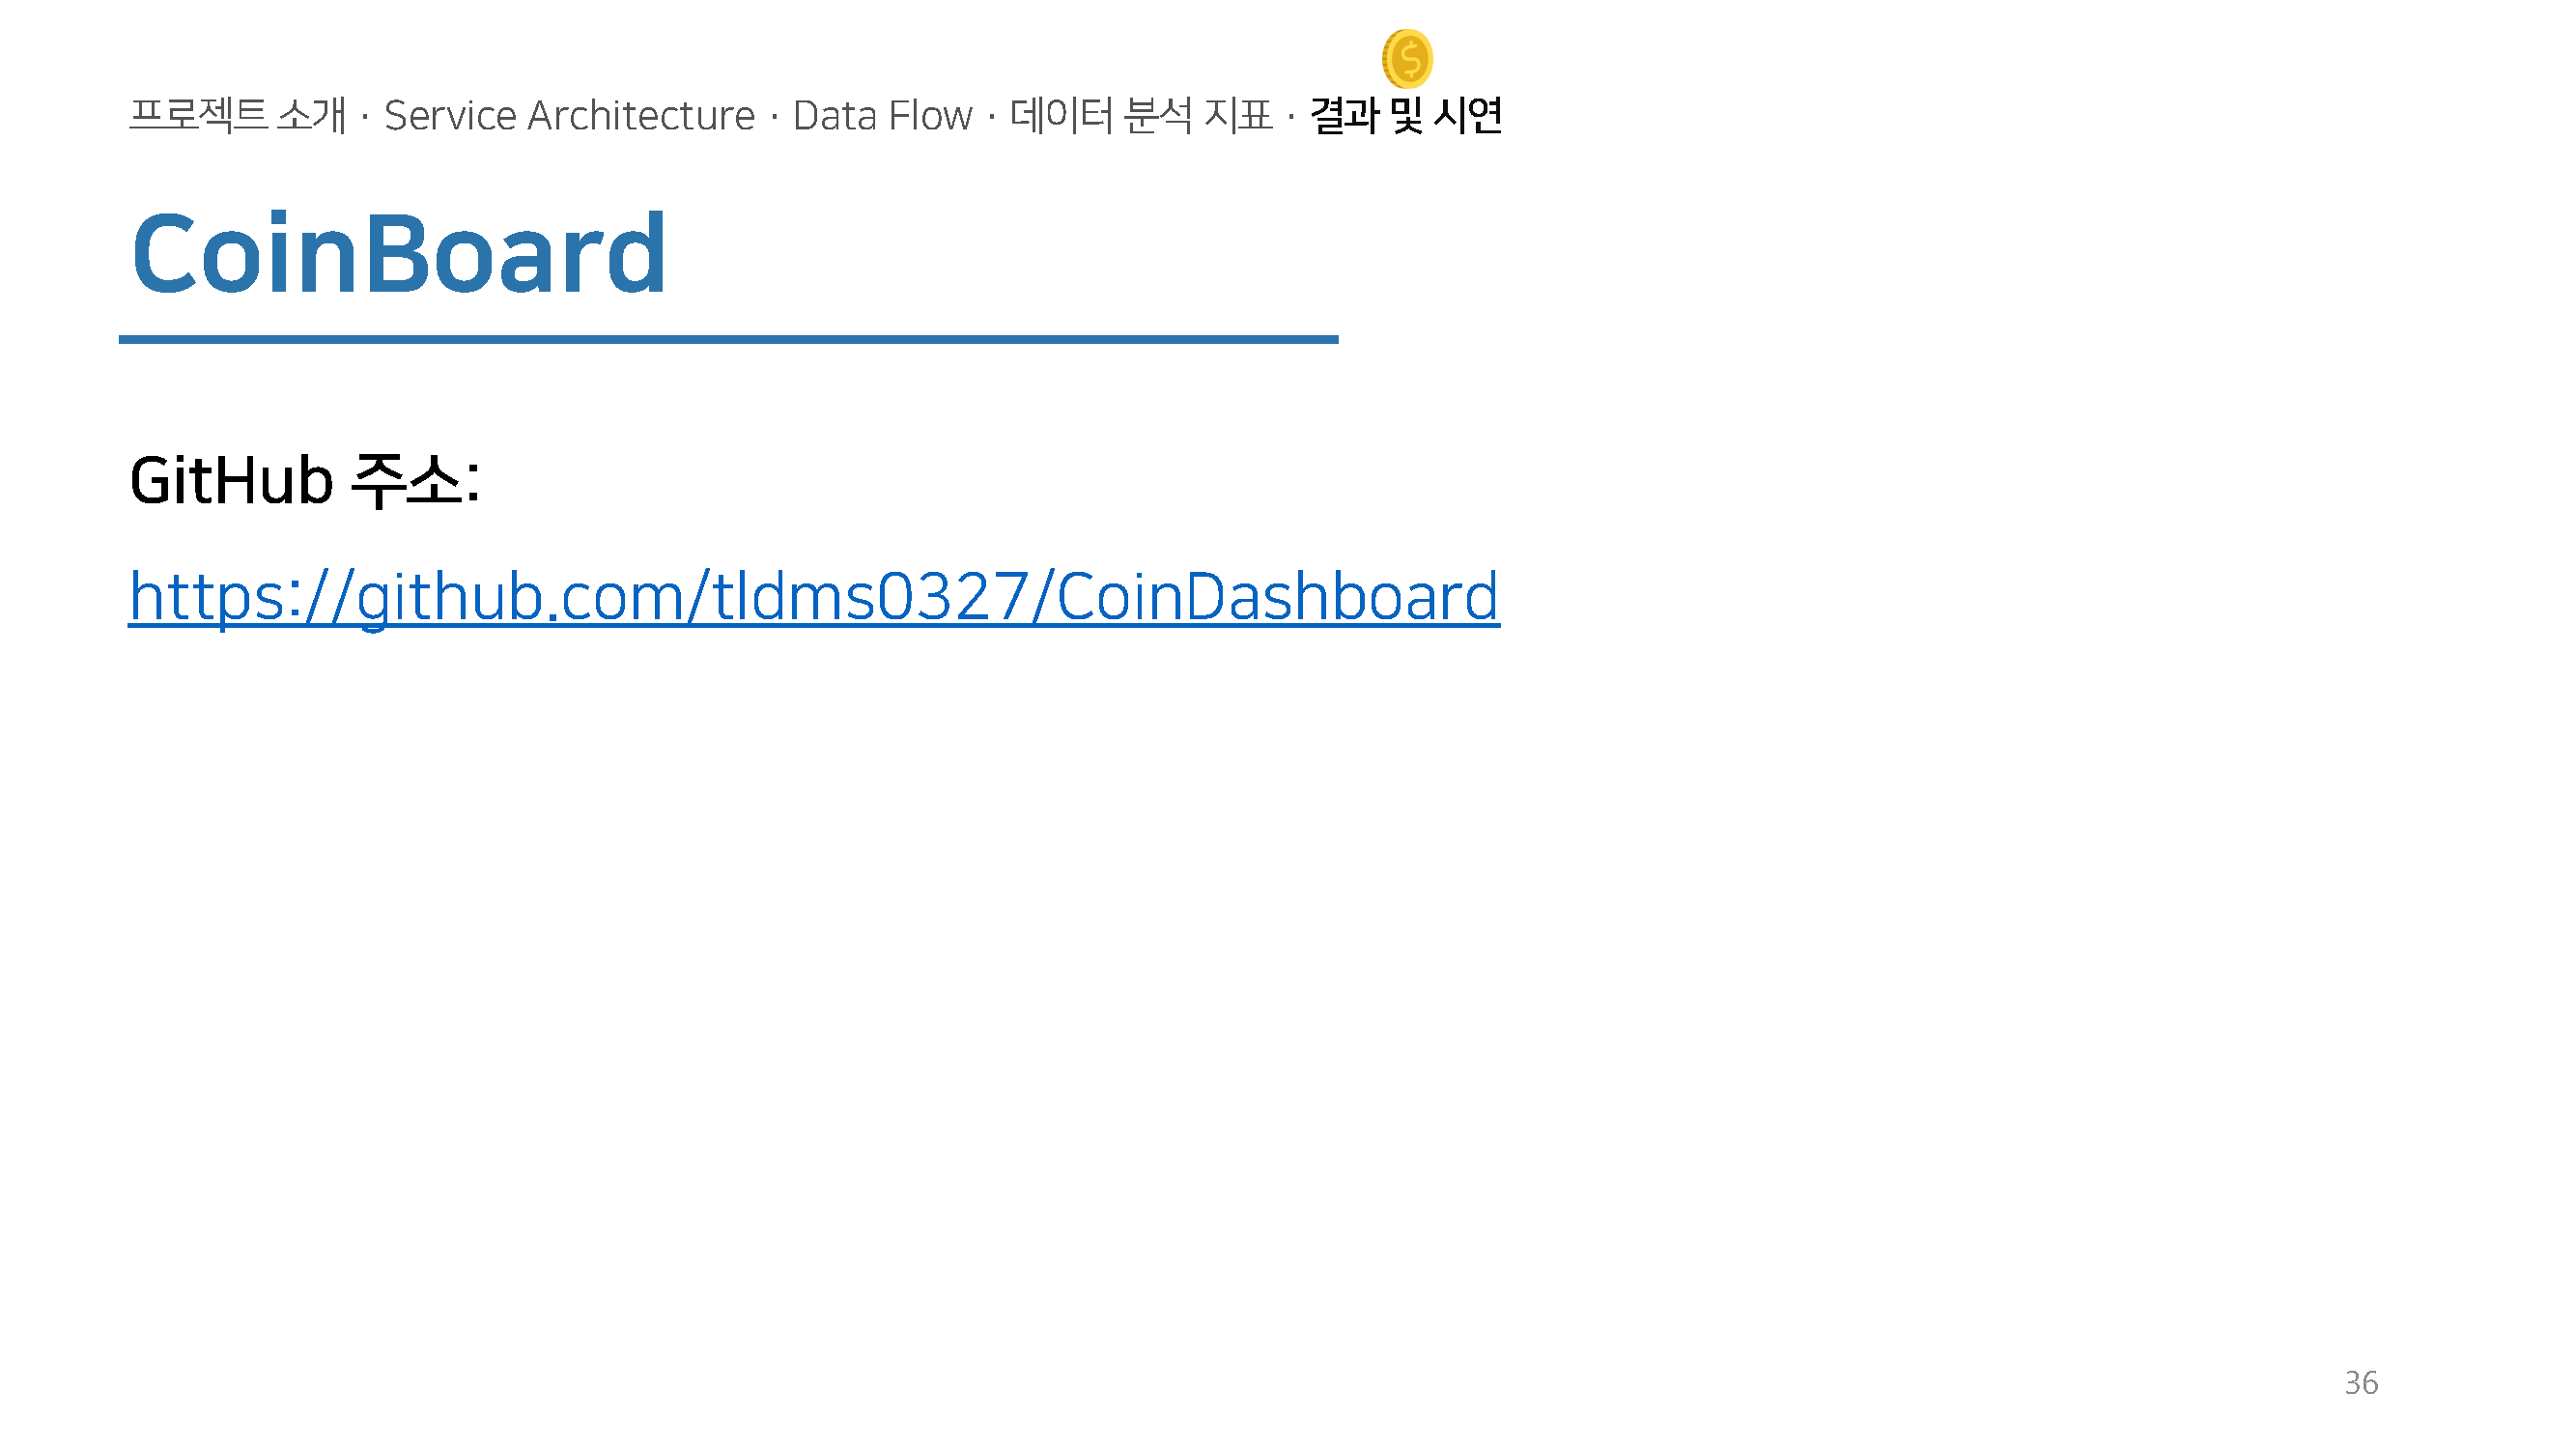 프로젝트 소개 · Service Architecture · Data Flow · 데이터 분석 지표 · 결과 및 시연
CoinBoard
GitHub 주소:
https://github.com/tldms0327/CoinDashboard
36